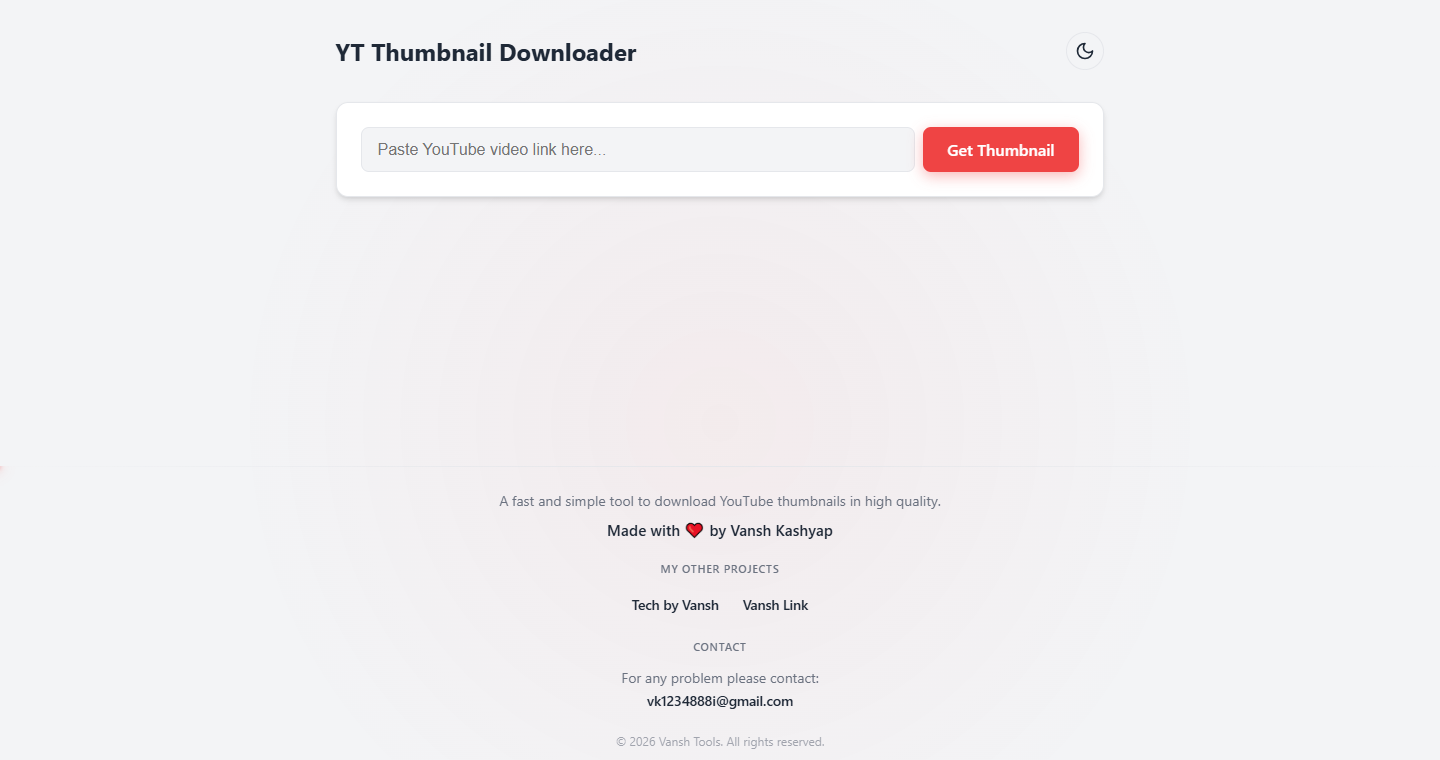 YT Thumbnail Downloader
Paste YouTube video link here...
Get Thumbnail
A fast and simple tool to download YouTube thumbnails in high quality.
Made with ❤️ by Vansh Kashyap
MY OTHER PROJECTS
Tech by Vansh Vansh Link
CONTACT
For any problem please contact:
vk1234888i@gmail.com
© 2026 Vansh Tools. All rights reserved.